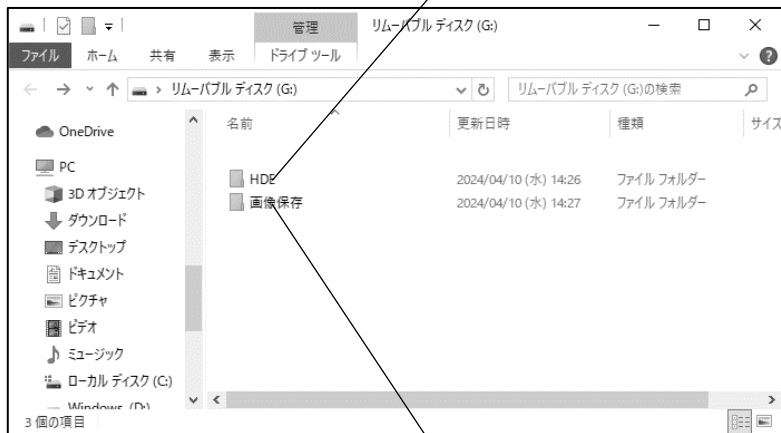 管理 リムーバブル ディスク (G:)
ファイル ホーム 共有 表示 ドライブ ツール
リムーバブル ディスク (G:) リムーバブル ディスク (G:)の検索
名前 更新日時 種類 サイズ
OneDrive
PC
HDE 2024/04/10 (水) 14:26 ファイル フォルダー
3D オブジェクト
画像保存 2024/04/10 (水) 14:27 ファイル フォルダー
ダウンロード
デスクトップ
ドキュメント
ピクチャ
ビデオ
ミュージック
ローカル ディスク (C:)
Windows (D:)
3 個の項目